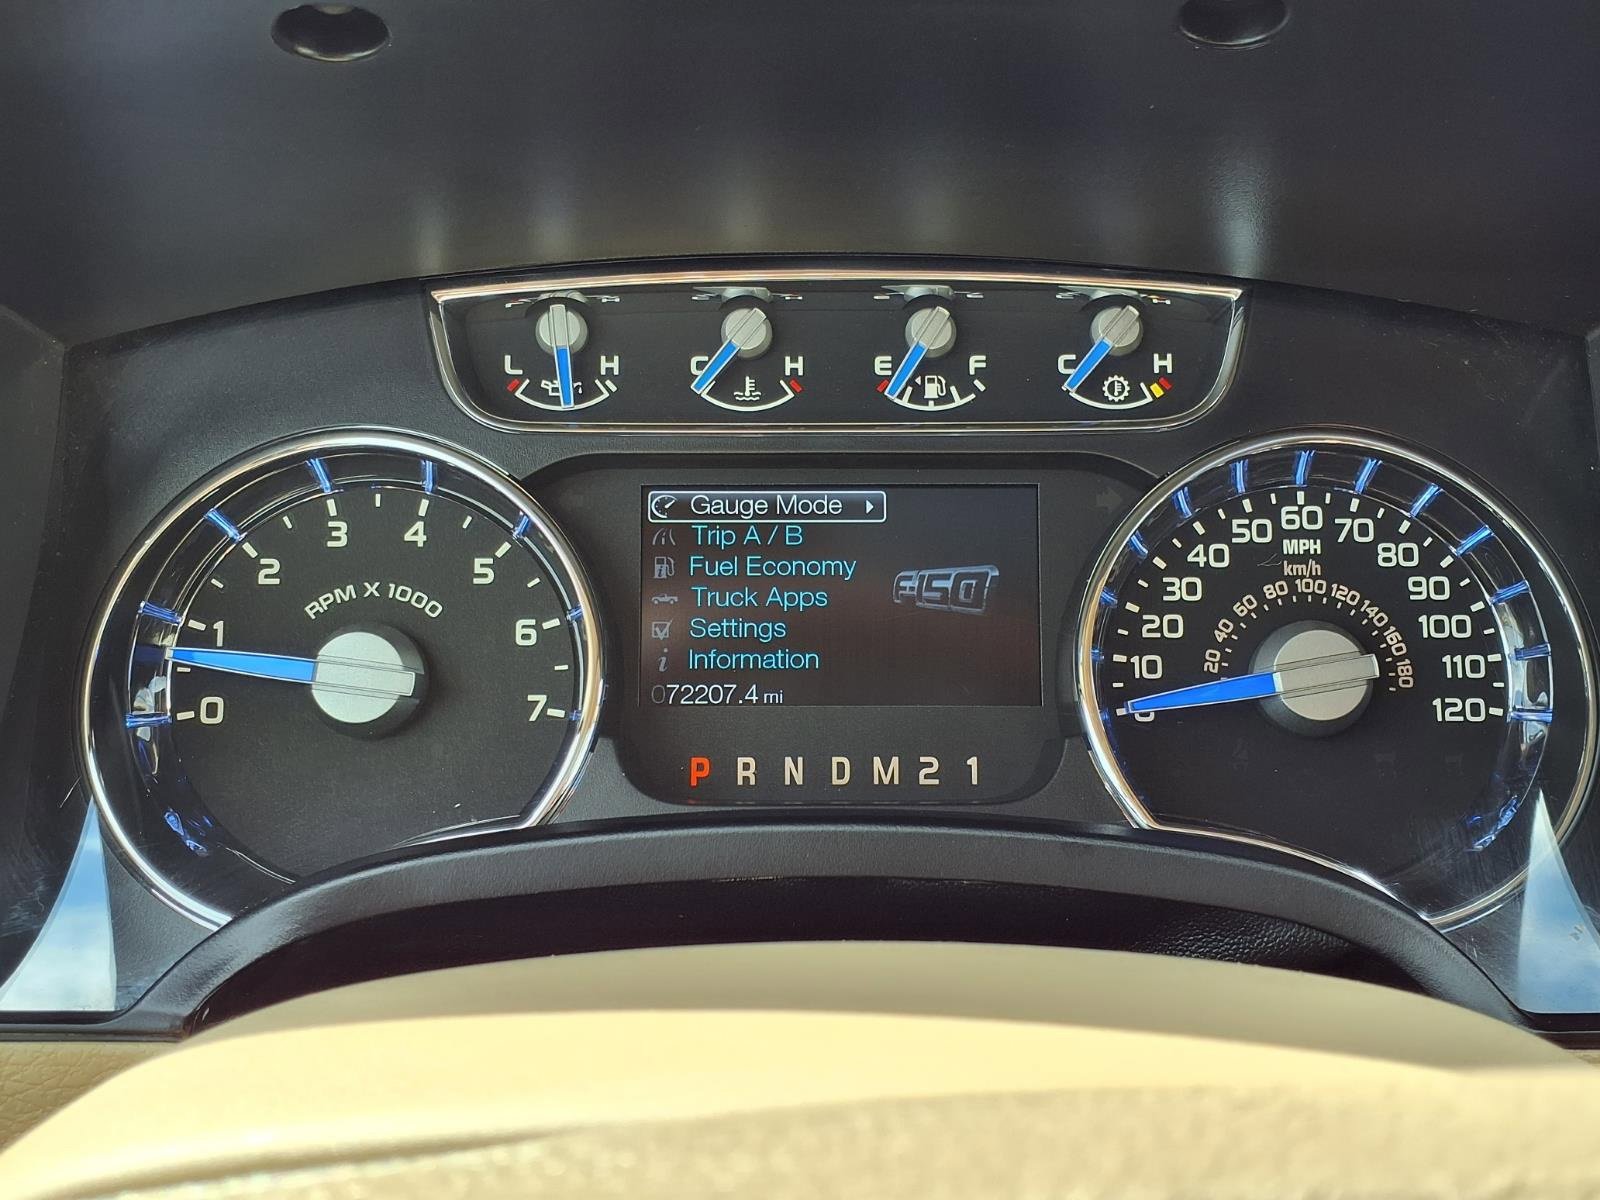 L H C H E F C H
Gauge Mode
Trip A / B
Fuel Economy
Truck Apps
Settings
Information
072207.4 mi
F150
P R N D M 2 1
0 1 2 3 4 5 6 7
RPM X 1000
0 10 20 30 40 50 60 70 80 90 100 110 120
MPH
km/h
20 40 60 80 100 120 140 160 180